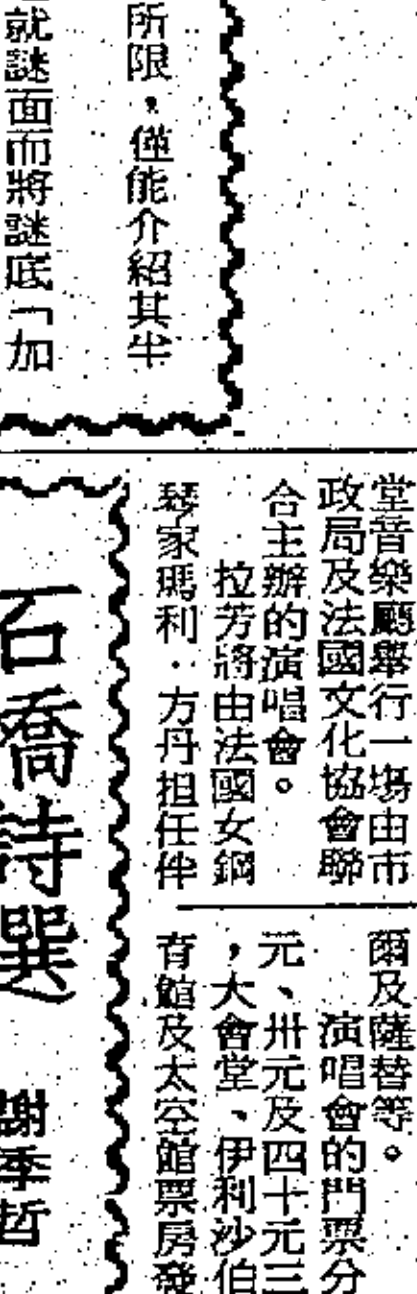 所限，僅能介紹其半
就謎面而將謎底「加
堂音樂廳舉行一場由市
政局及法國文化協會聯
合主辦的演唱會。
拉芳將由法國女鋼
琴家瑪利·方丹担任伴
爾及薩替等。
演唱會的門票分
元、卅元及四十元三
，大會堂、伊利沙伯
育館及太空館票房發
石喬詩選
謝季哲